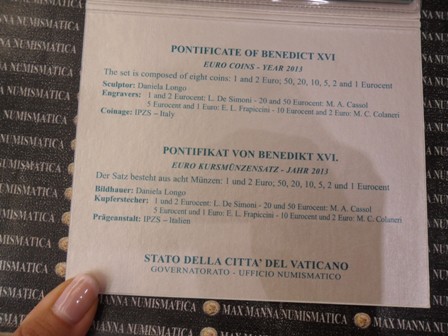 PONTIFICATE OF BENEDICT XVI
EURO COINS - YEAR 2013
The set is composed of eight coins: 1 and 2 Euro; 50, 20, 10, 5, 2 and 1 Eurocent
Sculptor: Daniela Longo
Engravers: 1 and 2 Eurocent: L. De Simoni - 20 and 50 Eurocent: M. A. Cassol
5 Eurocent and 1 Euro: E. L. Frapiccini - 10 Eurocent and 2 Euro: M. C. Colaneri
Coinage: IPZS – Italy
PONTIFIKAT VON BENEDIKT XVI.
EURO KURSMÜNZENSATZ - JAHR 2013
Der Satz besteht aus acht Münzen: 1 und 2 Euro; 50, 20, 10, 5, 2 und 1 Eurocent
Bildhauer: Daniela Longo
Kupferstecher: 1 und 2 Eurocent: L. De Simoni - 20 und 50 Eurocent: M. A. Cassol
5 Eurocent und 1 Euro: E. L. Frapiccini - 10 Eurocent und 2 Euro: M. C. Colaneri
Prägeanstalt: IPZS – Italien
STATO DELLA CITTA' DEL VATICANO
GOVERNATORATO - UFFICIO NUMISMATICO
MAX MANNA NUMISMATICA